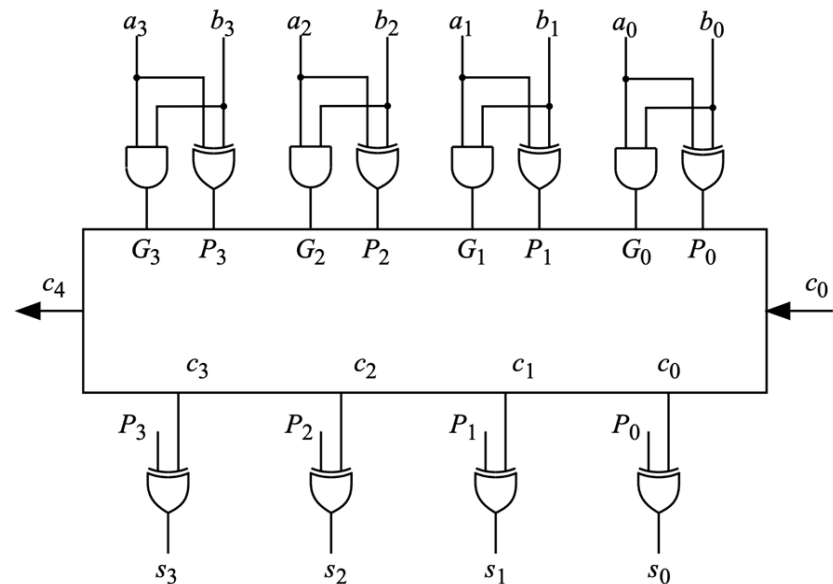 a₃ b₃ a₂ b₂ a₁ b₁ a₀ b₀
G₃ P₃ G₂ P₂ G₁ P₁ G₀ P₀
c₄ c₀
c₃ c₂ c₁ c₀
P₃ P₂ P₁ P₀
s₃ s₂ s₁ s₀